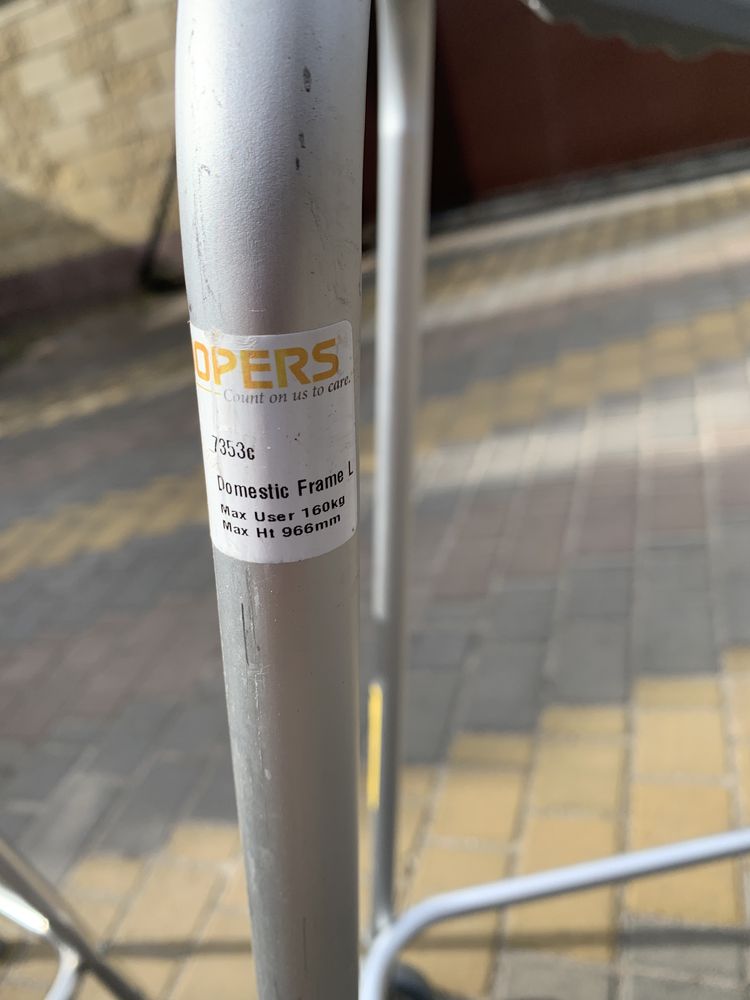 OPERS
Count on us to care.
7353c
Domestic Frame L
Max User 160kg
Max Ht 966mm